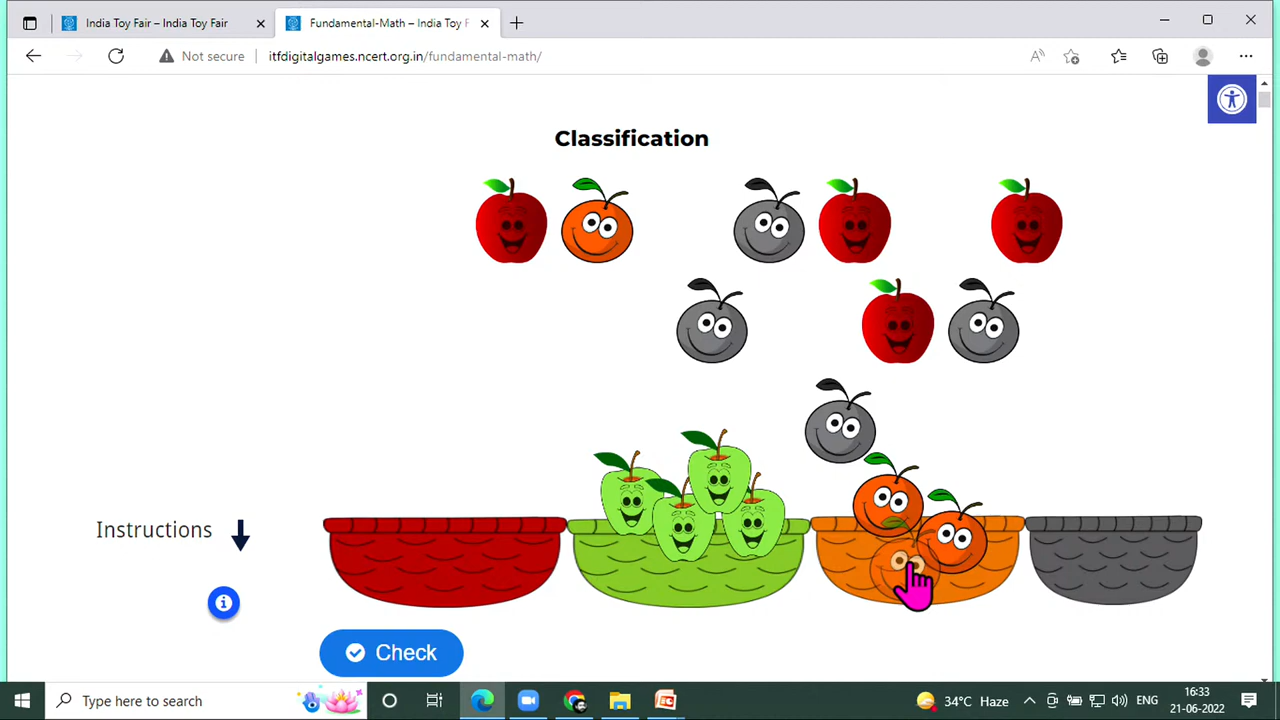 India Toy Fair – India Toy Fair
Fundamental-Math – India Toy F
Not secure
itfdigitalgames.ncert.org.in/fundamental-math/
Classification
Instructions
Check
Type here to search
34°C Haze
ENG
16:33
21-06-2022